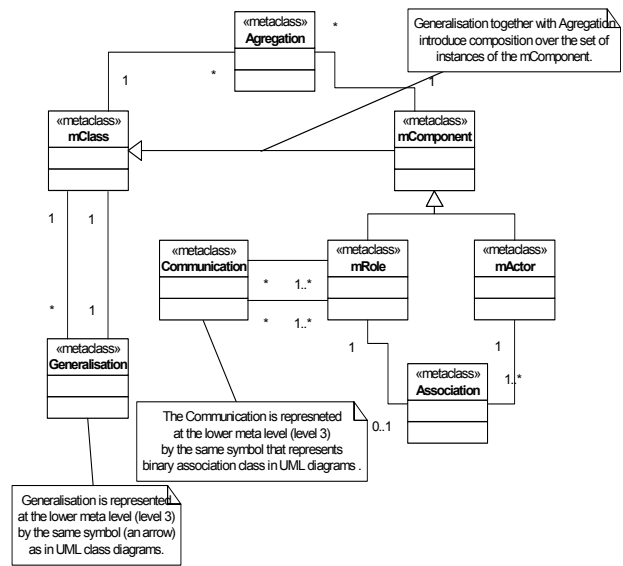 «metaclass»
Agregation
*
*
1
1
Generalisation together with Agregation
introduce composition over the set of
instances of the mComponent.
«metaclass»
mClass
«metaclass»
mComponent
1
1
*
1
«metaclass»
Communication
«metaclass»
mRole
«metaclass»
mActor
*
1..*
*
1..*
1
1
«metaclass»
Generalisation
«metaclass»
Association
1..*
0..1
The Communication is represneted
at the lower meta level (level 3)
by the same symbol that represents
binary association class in UML diagrams .
Generalisation is represented
at the lower meta level (level 3)
by the same symbol (an arrow)
as in UML class diagrams.